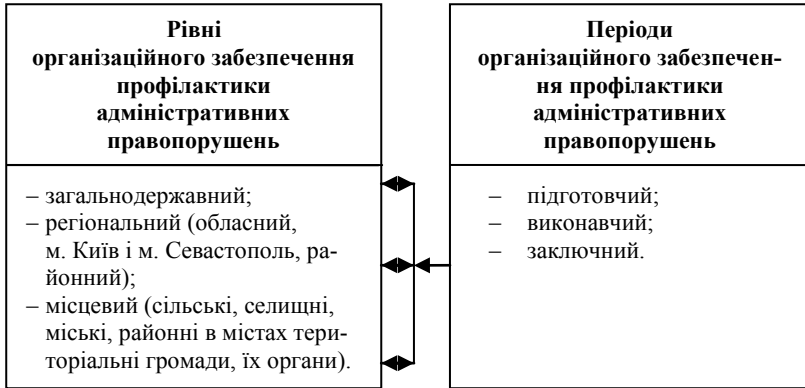 Рівні
організаційного забезпечення
профілактики
адміністративних
правопорушень
– загальнодержавний;
– регіональний (обласний,
м. Київ і м. Севастополь, ра-
йонний);
– місцевий (сільські, селищні,
міські, районні в містах тери-
торіальні громади, їх органи).
Періоди
організаційного забезпечен-
ня профілактики
адміністративних
правопорушень
– підготовчий;
– виконавчий;
– заключний.